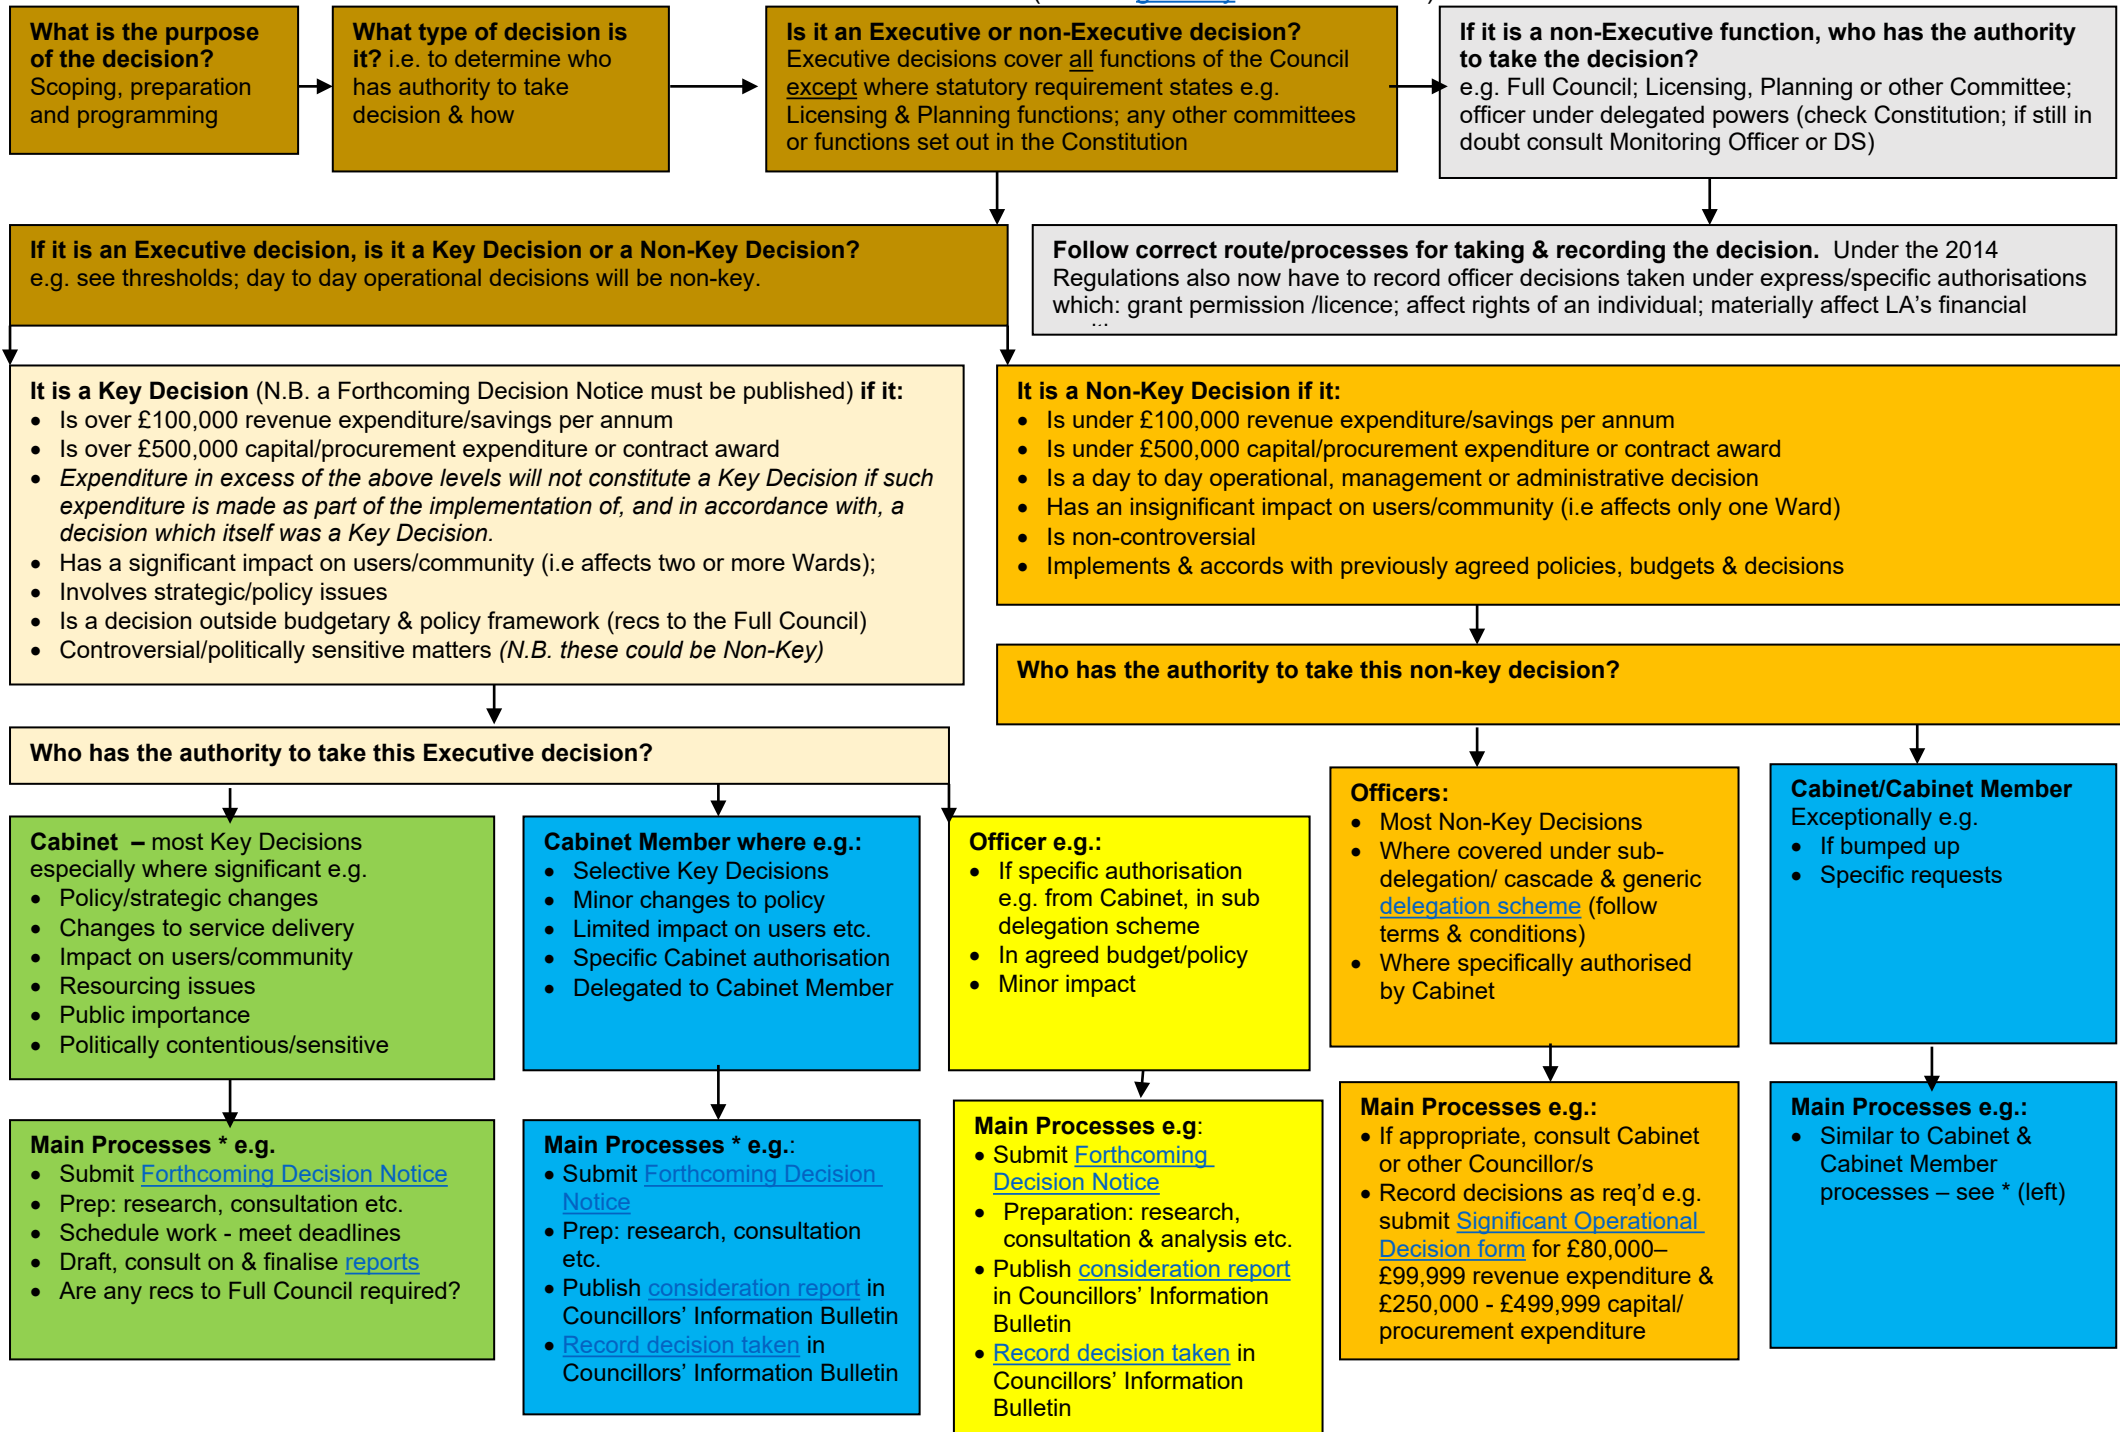 What is the purpose
of the decision?
Scoping, preparation
and programming
What type of decision is
it? i.e. to determine who
has authority to take
decision & how
Is it an Executive or non-Executive decision?
Executive decisions cover all functions of the Council
except where statutory requirement states e.g.
Licensing & Planning functions; any other committees
or functions set out in the Constitution
If it is a non-Executive function, who has the authority
to take the decision?
e.g. Full Council; Licensing, Planning or other Committee;
officer under delegated powers (check Constitution; if still in
doubt consult Monitoring Officer or DS)
If it is an Executive decision, is it a Key Decision or a Non-Key Decision?
e.g. see thresholds; day to day operational decisions will be non-key.
Follow correct route/processes for taking & recording the decision. Under the 2014
Regulations also now have to record officer decisions taken under express/specific authorisations
which: grant permission /licence; affect rights of an individual; materially affect LA's financial
It is a Key Decision (N.B. a Forthcoming Decision Notice must be published) if it:
• Is over £100,000 revenue expenditure/savings per annum
• Is over £500,000 capital/procurement expenditure or contract award
• Expenditure in excess of the above levels will not constitute a Key Decision if such
expenditure is made as part of the implementation of, and in accordance with, a
decision which itself was a Key Decision.
• Has a significant impact on users/community (i.e affects two or more Wards);
• Involves strategic/policy issues
• Is a decision outside budgetary & policy framework (recs to the Full Council)
• Controversial/politically sensitive matters (N.B. these could be Non-Key)
It is a Non-Key Decision if it:
• Is under £100,000 revenue expenditure/savings per annum
• Is under £500,000 capital/procurement expenditure or contract award
• Is a day to day operational, management or administrative decision
• Has an insignificant impact on users/community (i.e affects only one Ward)
• Is non-controversial
• Implements & accords with previously agreed policies, budgets & decisions
Who has the authority to take this non-key decision?
Who has the authority to take this Executive decision?
Cabinet – most Key Decisions
especially where significant e.g.
• Policy/strategic changes
• Changes to service delivery
• Impact on users/community
• Resourcing issues
• Public importance
• Politically contentious/sensitive
Cabinet Member where e.g.:
• Selective Key Decisions
• Minor changes to policy
• Limited impact on users etc.
• Specific Cabinet authorisation
• Delegated to Cabinet Member
Officer e.g.:
• If specific authorisation
e.g. from Cabinet, in sub
delegation scheme
• In agreed budget/policy
• Minor impact
Officers:
• Most Non-Key Decisions
• Where covered under sub-
delegation/ cascade & generic
delegation scheme (follow
terms & conditions)
• Where specifically authorised
by Cabinet
Cabinet/Cabinet Member
Exceptionally e.g.
• If bumped up
• Specific requests
Main Processes * e.g.
• Submit Forthcoming Decision Notice
• Prep: research, consultation etc.
• Schedule work - meet deadlines
• Draft, consult on & finalise reports
• Are any recs to Full Council required?
Main Processes * e.g.:
• Submit Forthcoming Decision
Notice
• Prep: research, consultation
etc.
• Publish consideration report in
Councillors' Information Bulletin
• Record decision taken in
Councillors' Information Bulletin
Main Processes e.g:
• Submit Forthcoming
Decision Notice
• Preparation: research,
consultation & analysis etc.
• Publish consideration report
in Councillors' Information
Bulletin
• Record decision taken in
Councillors' Information
Bulletin
Main Processes e.g.:
• If appropriate, consult Cabinet
or other Councillor/s
• Record decisions as req'd e.g.
submit Significant Operational
Decision form for £80,000–
£99,999 revenue expenditure &
£250,000 - £499,999 capital/
procurement expenditure
Main Processes e.g.:
• Similar to Cabinet &
Cabinet Member
processes – see * (left)